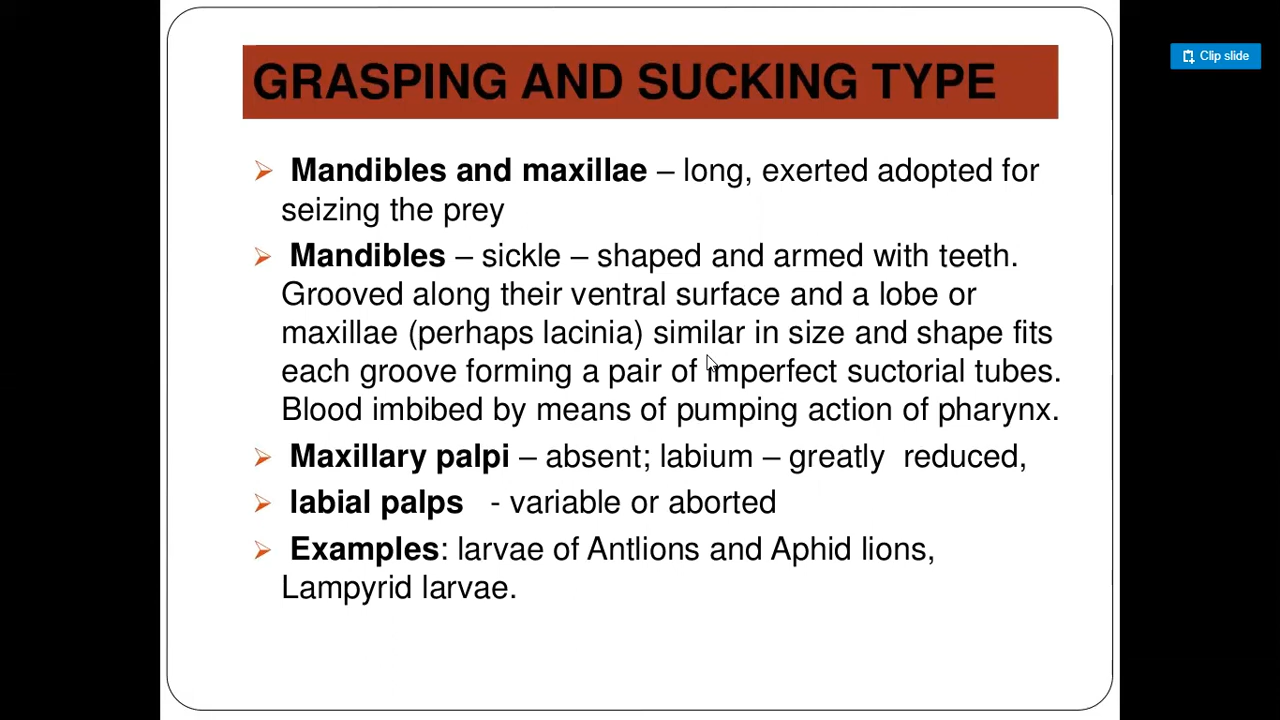 Clip slide
GRASPING AND SUCKING TYPE
Mandibles and maxillae – long, exerted adopted for
seizing the prey
Mandibles – sickle – shaped and armed with teeth.
Grooved along their ventral surface and a lobe or
maxillae (perhaps lacinia) similar in size and shape fits
each groove forming a pair of imperfect suctorial tubes.
Blood imbibed by means of pumping action of pharynx.
Maxillary palpi – absent; labium – greatly reduced,
labial palps - variable or aborted
Examples: larvae of Antlions and Aphid lions,
Lampyrid larvae.